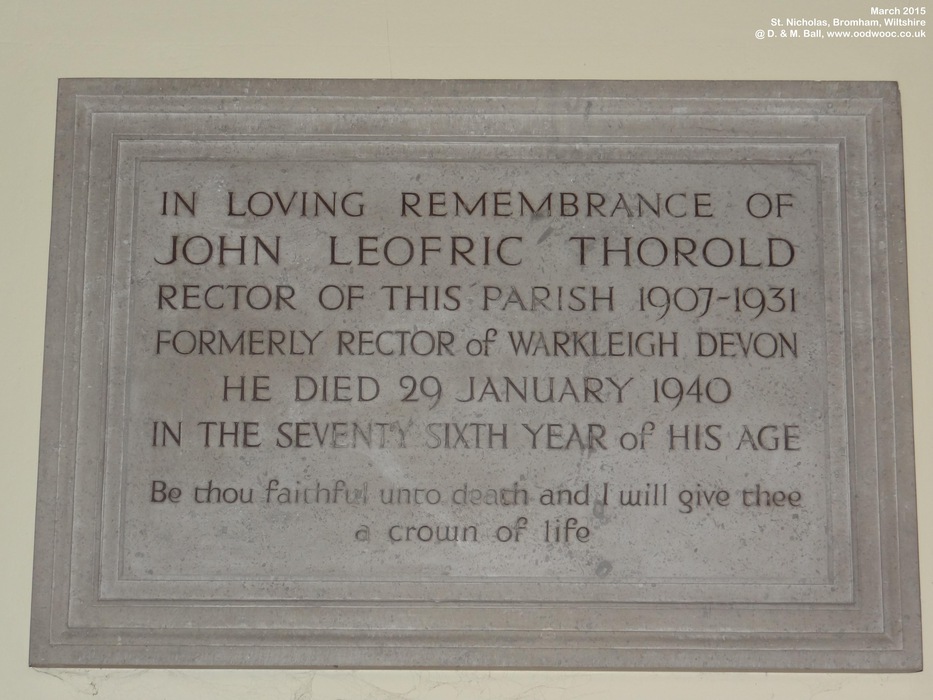 March 2015
St. Nicholas, Bromham, Wiltshire
@ D. & M. Ball, www.oodwooc.co.uk
IN LOVING REMEMBRANCE OF
JOHN LEOFRIC THOROLD
RECTOR OF THIS PARISH 1907-1931
FORMERLY RECTOR of WARKLEIGH DEVON
HE DIED 29 JANUARY 1940
IN THE SEVENTY SIXTH YEAR of HIS AGE
Be thou faithful unto death and I will give thee
a crown of life